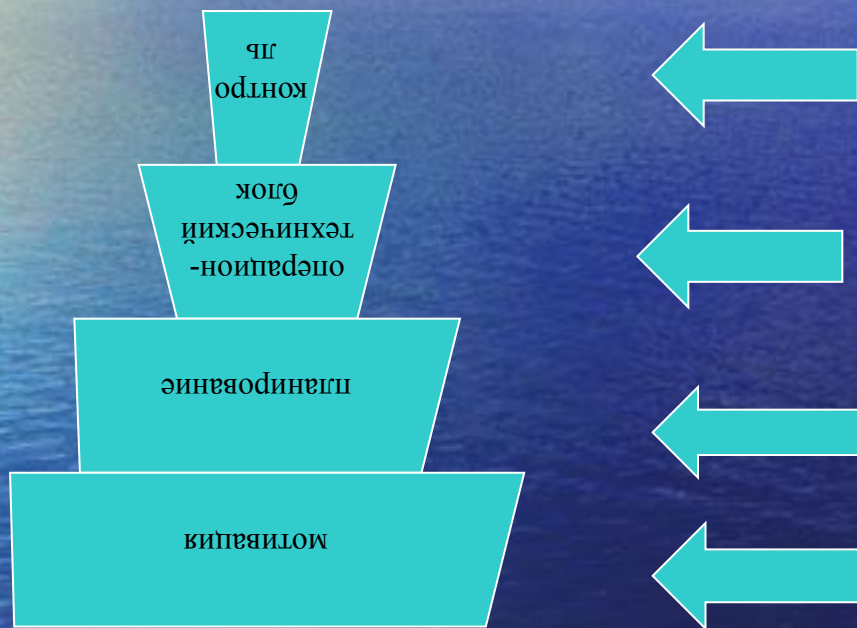 мотивация
планирование
операцион-
технический
блок
контро
ль